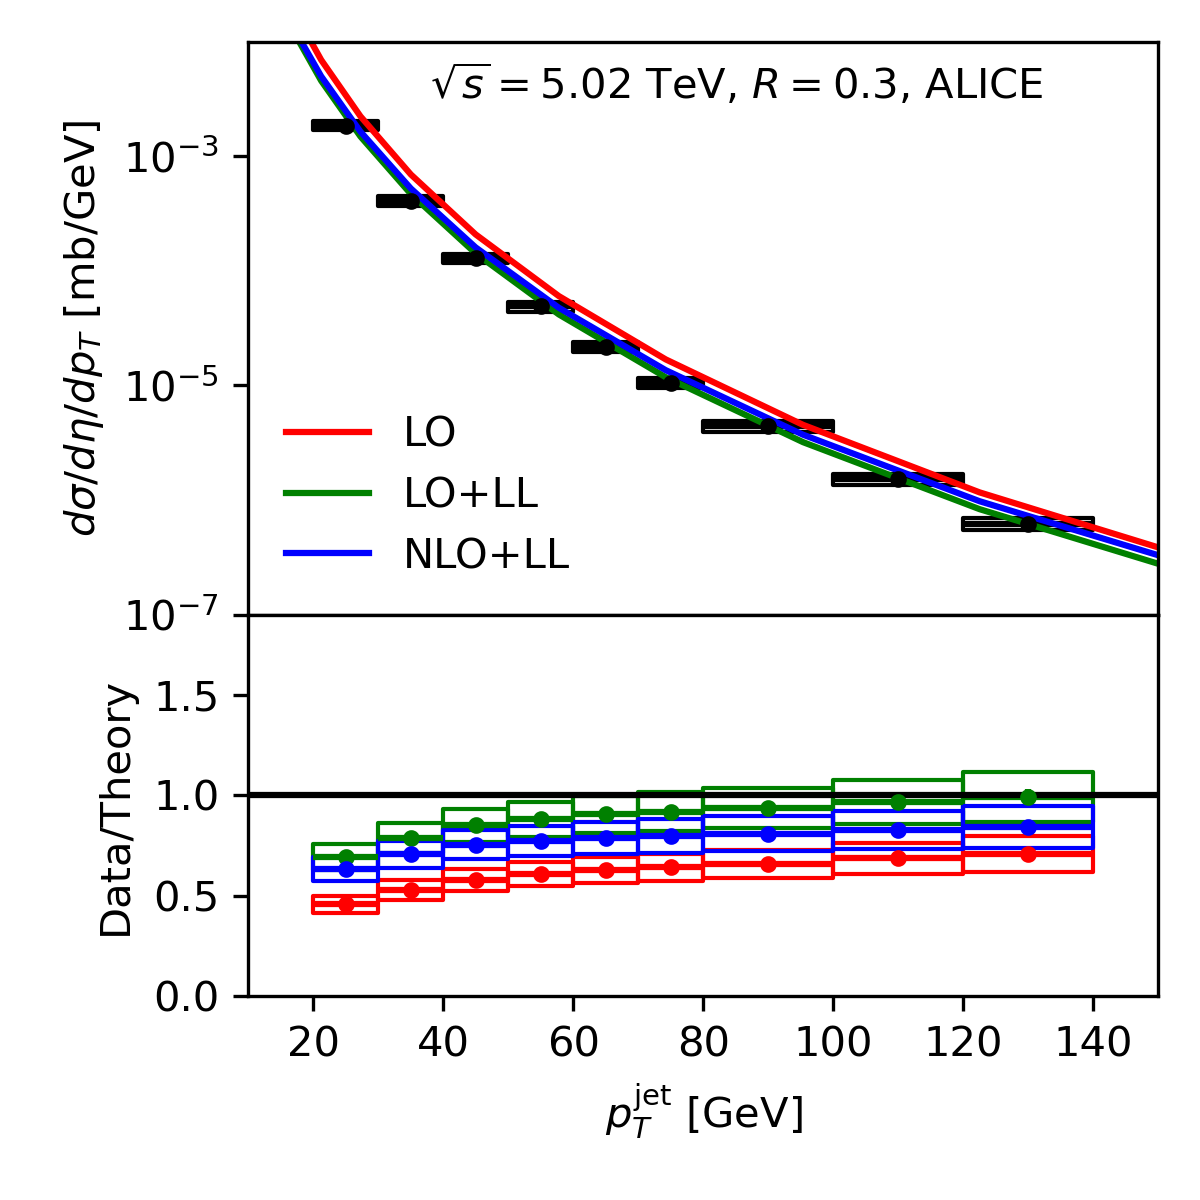 √s = 5.02 TeV, R = 0.3, ALICE
dσ/dη/dp_T [mb/GeV]
10⁻³
10⁻⁵
10⁻⁷
LO
LO+LL
NLO+LL
Data/Theory
1.5
1.0
0.5
0.0
20 40 60 80 100 120 140
p_T^jet [GeV]